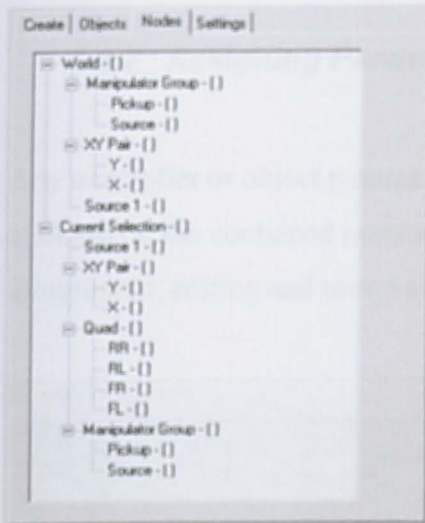 Create Objects Nodes Settings
World - [ ]
Manipulator Group - [ ]
Pickup - [ ]
Source - [ ]
XY Pair - [ ]
Y - [ ]
X - [ ]
Source 1 - [ ]
Current Selection - [ ]
Source 1 - [ ]
XY Pair - [ ]
Y - [ ]
X - [ ]
Quad - [ ]
RR - [ ]
RL - [ ]
FR - [ ]
FL - [ ]
Manipulator Group - [ ]
Pickup - [ ]
Source - [ ]